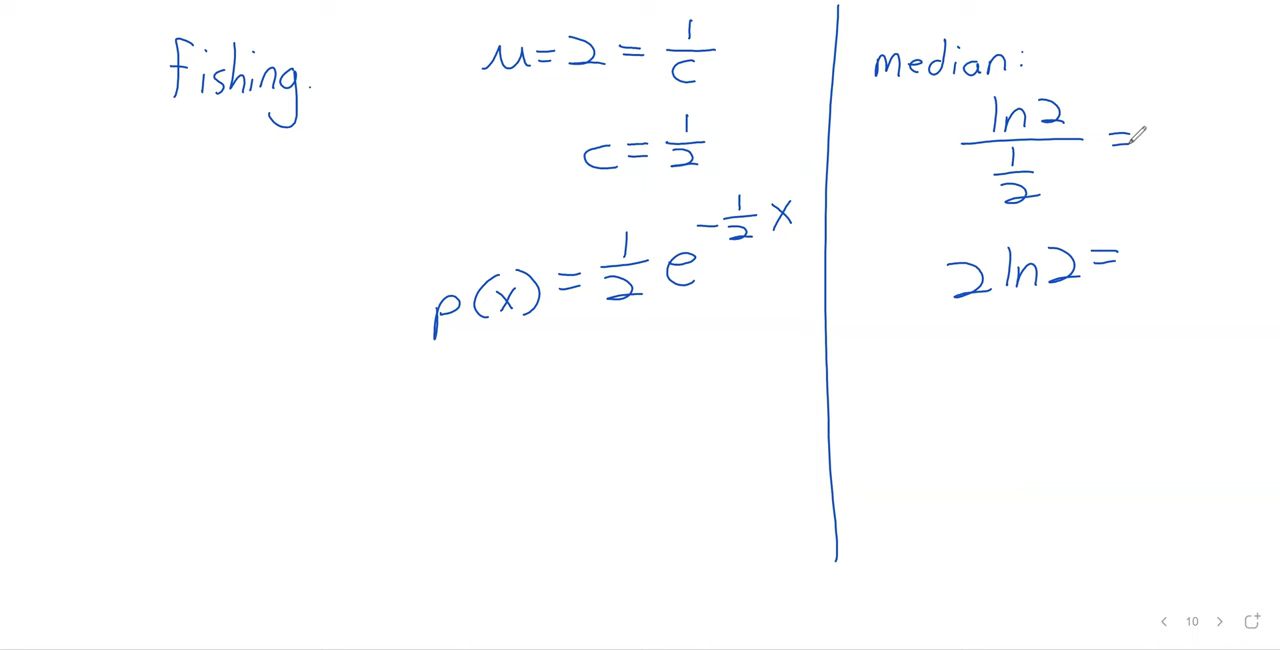 Fishing.
μ = 2 = 1/c
c = 1/2
p(x) = 1/2 e^(-1/2 x)
median:
ln2 / (1/2) =
2 ln2 =
10